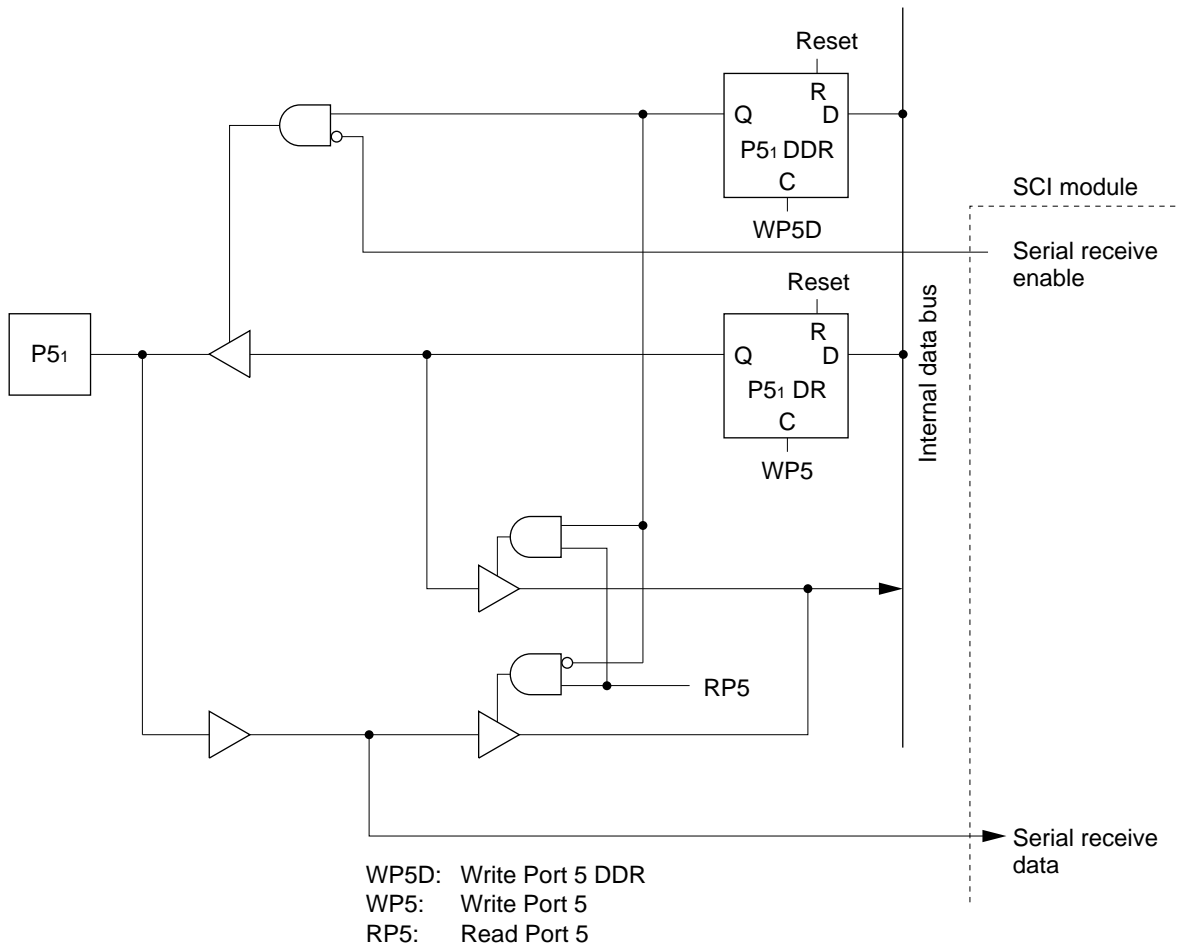 Reset
R
Q D
P5₁ DDR
C
WP5D
SCI module
Serial receive
enable
Reset
R
Q D
P5₁ DR
C
WP5
Internal data bus
P5₁
RP5
Serial receive
data
WP5D: Write Port 5 DDR
WP5: Write Port 5
RP5: Read Port 5